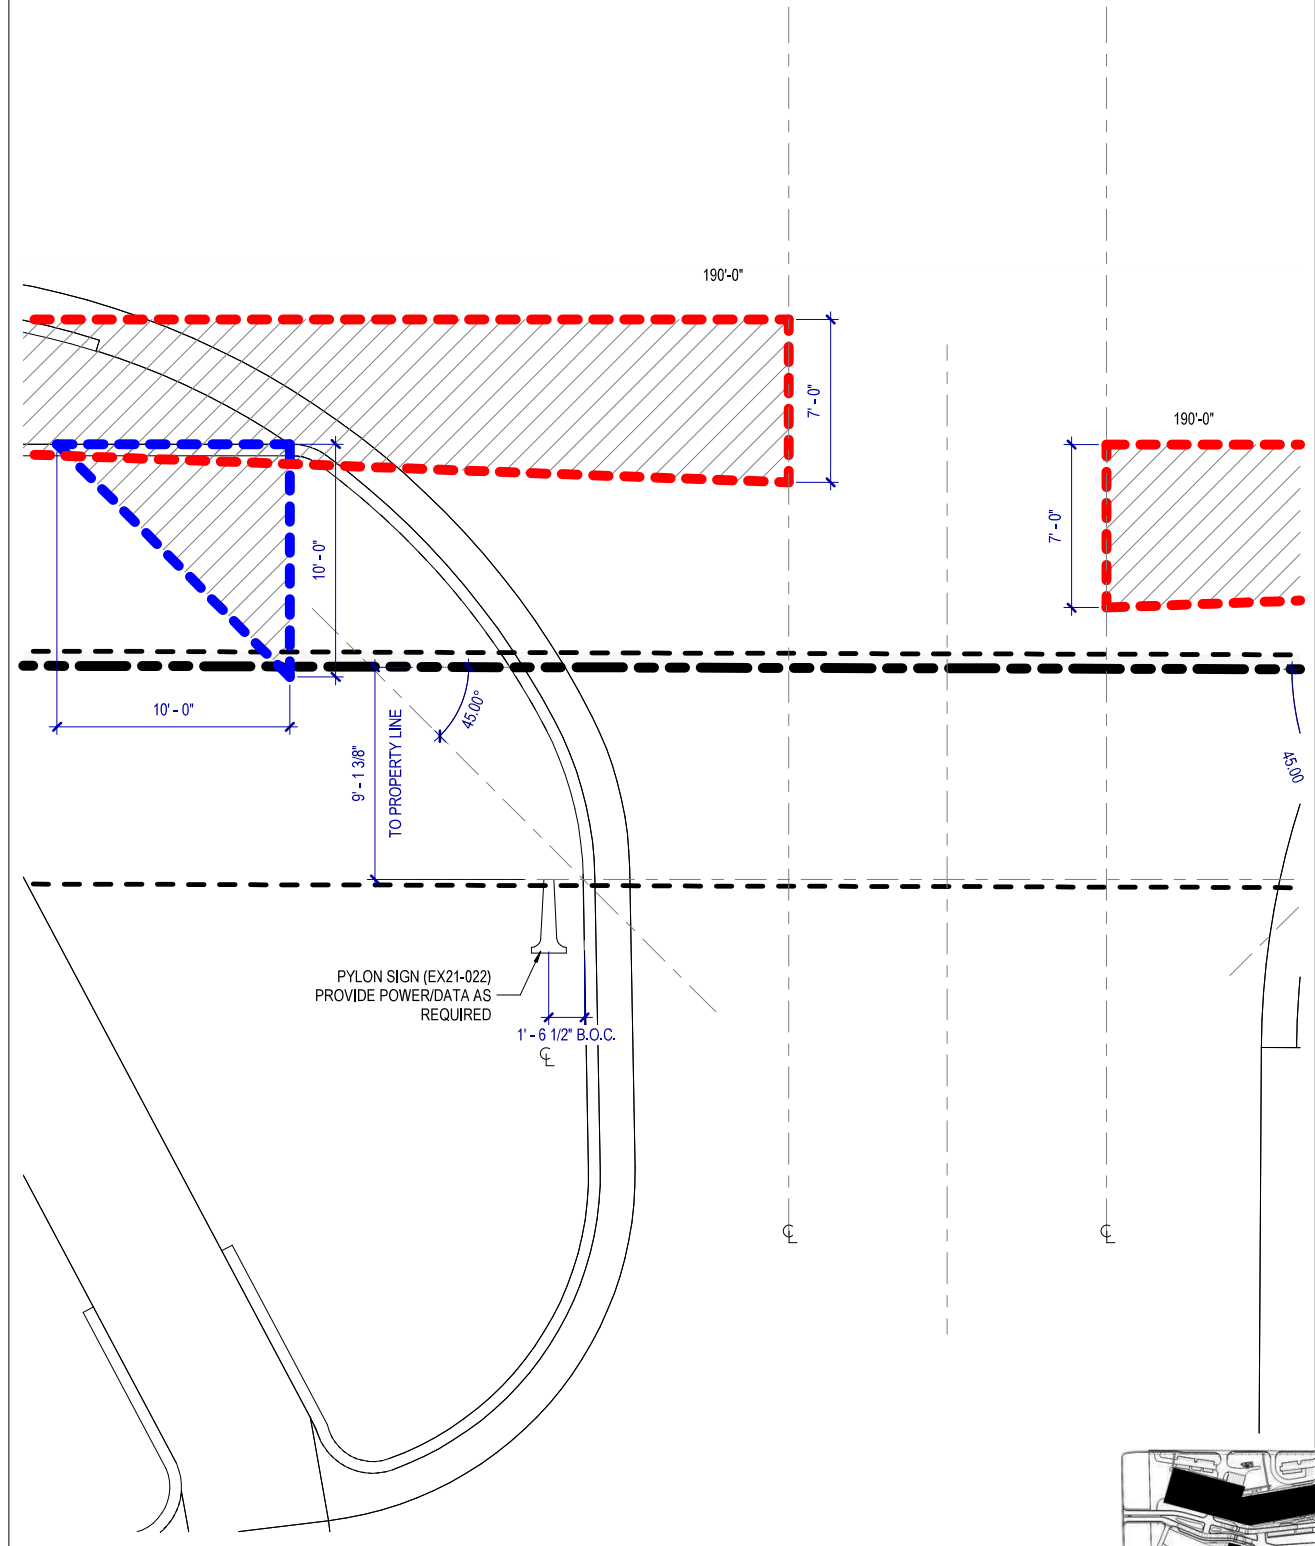 190'-0"
7' - 0"
190'-0"
7' - 0"
10' - 0"
10' - 0"
45.00°
9' - 1 3/8"
TO PROPERTY LINE
45.00
PYLON SIGN (EX21-022)
PROVIDE POWER/DATA AS
REQUIRED
1' - 6 1/2" B.O.C.
℄
℄
℄